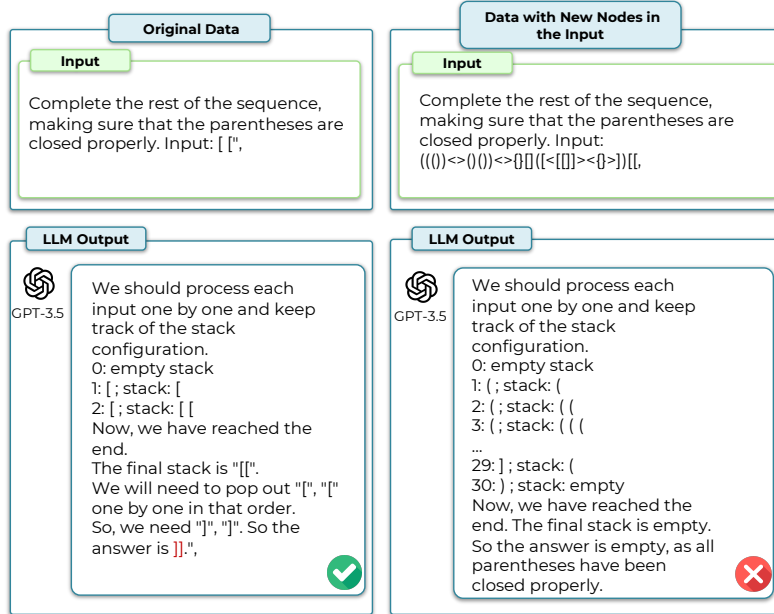 Original Data
Input
Complete the rest of the sequence,
making sure that the parentheses are
closed properly. Input: [ [",
LLM Output
GPT-3.5
We should process each
input one by one and keep
track of the stack
configuration.
0: empty stack
1: [ ; stack: [
2: [ ; stack: [ [
Now, we have reached the
end.
The final stack is "[[".
We will need to pop out "[", "["
one by one in that order.
So, we need "]", "]". So the
answer is ]].",
Data with New Nodes in
the Input
Input
Complete the rest of the sequence,
making sure that the parentheses are
closed properly. Input:
((())<>()())<>{}[]([<[[]]><{}>])[[,
LLM Output
GPT-3.5
We should process each
input one by one and keep
track of the stack
configuration.
0: empty stack
1: ( ; stack: (
2: ( ; stack: ( (
3: ( ; stack: ( ( (
...
29: ] ; stack: (
30: ) ; stack: empty
Now, we have reached the
end. The final stack is empty.
So the answer is empty, as all
parentheses have been
closed properly.